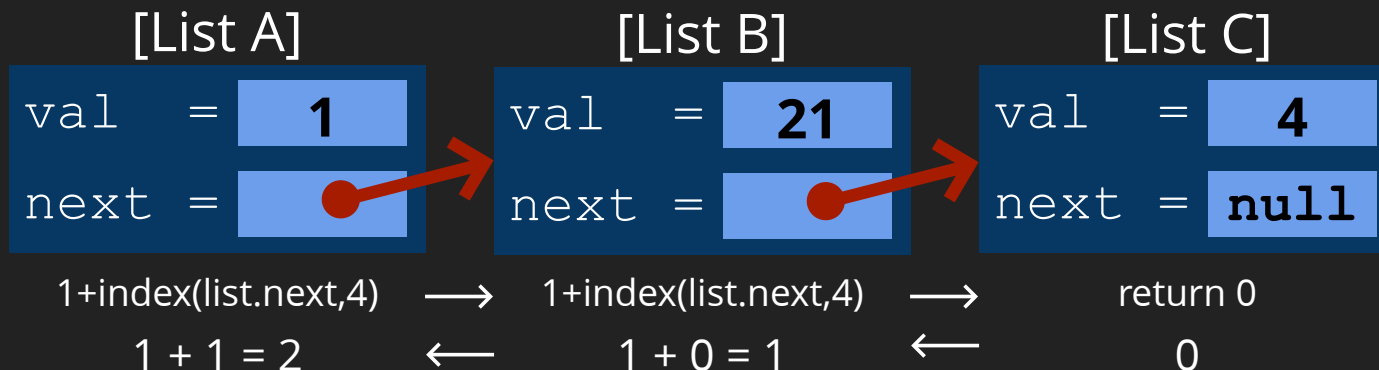 [List A] [List B] [List C]
val = 1 val = 21 val = 4
next = next = next = null
1+index(list.next,4) 1+index(list.next,4) return 0
1 + 1 = 2 1 + 0 = 1 0